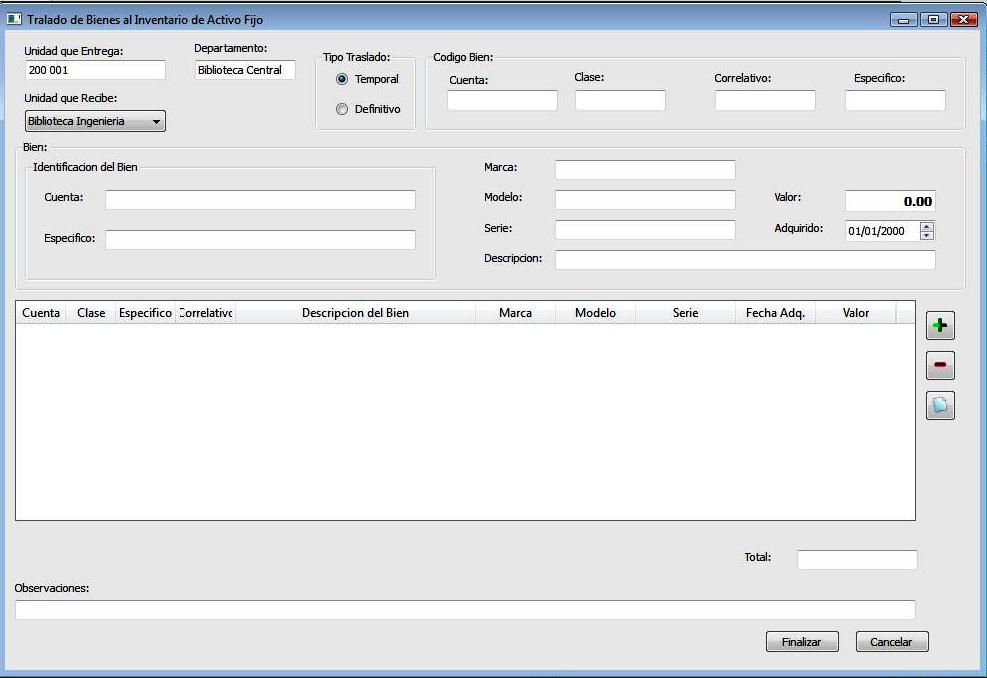 Tralado de Bienes al Inventario de Activo Fijo
Unidad que Entrega:
200 001
Departamento:
Biblioteca Central
Unidad que Recibe:
Biblioteca Ingenieria
Tipo Traslado:
Temporal
Definitivo
Codigo Bien:
Cuenta: Clase: Correlativo: Especifico:
Bien:
Identificacion del Bien
Cuenta:
Especifico:
Marca:
Modelo:
Serie:
Descripcion:
Valor: 0.00
Adquirido: 01/01/2000
Cuenta Clase Especifico Correlativo Descripcion del Bien Marca Modelo Serie Fecha Adq. Valor
Total:
Observaciones:
Finalizar Cancelar